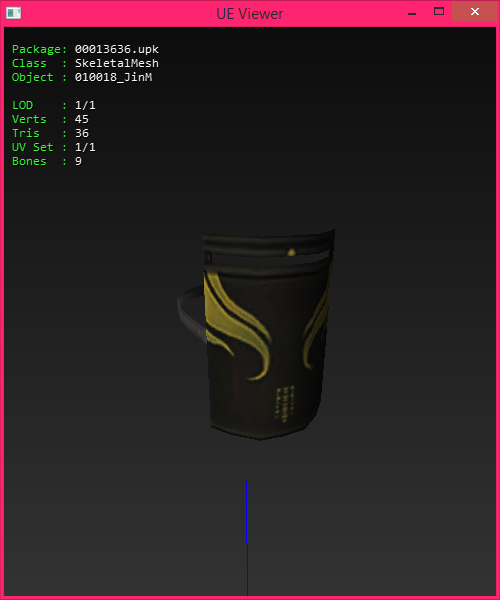 UE Viewer
Package: 00013636.upk
Class : SkeletalMesh
Object : 010018_JinM
LOD : 1/1
Verts : 45
Tris : 36
UV Set : 1/1
Bones : 9